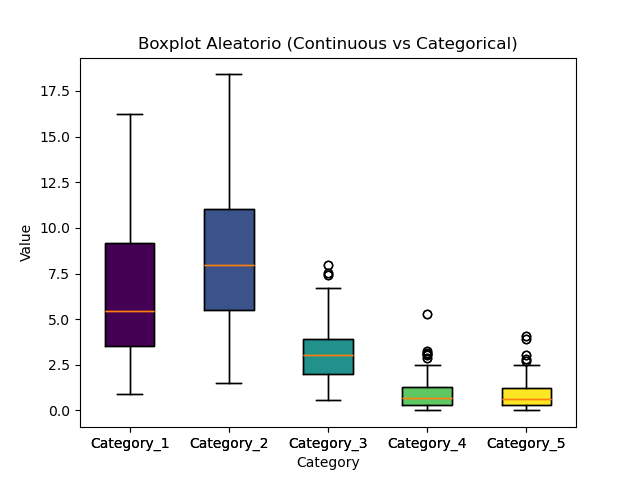 Boxplot Aleatorio (Continuous vs Categorical)
Value
17.5
15.0
12.5
10.0
7.5
5.0
2.5
0.0
Category_1 Category_2 Category_3 Category_4 Category_5
Category